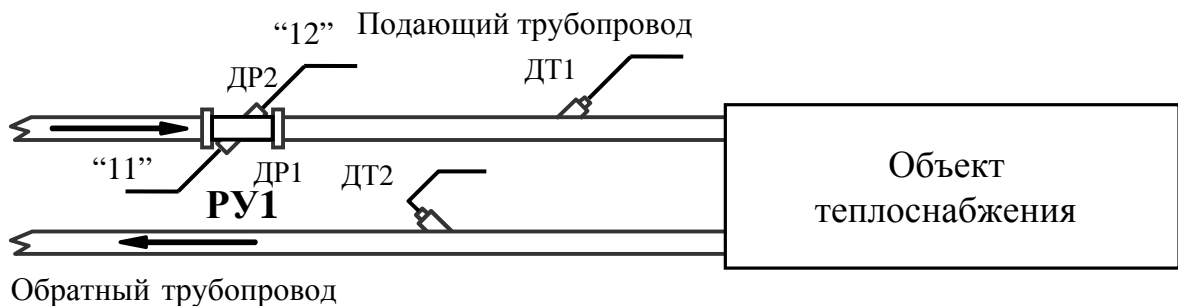 “12”
Подающий трубопровод
ДР2
ДТ1
“11”
ДР1
ДТ2
РУ1
Объект
теплоснабжения
Обратный трубопровод